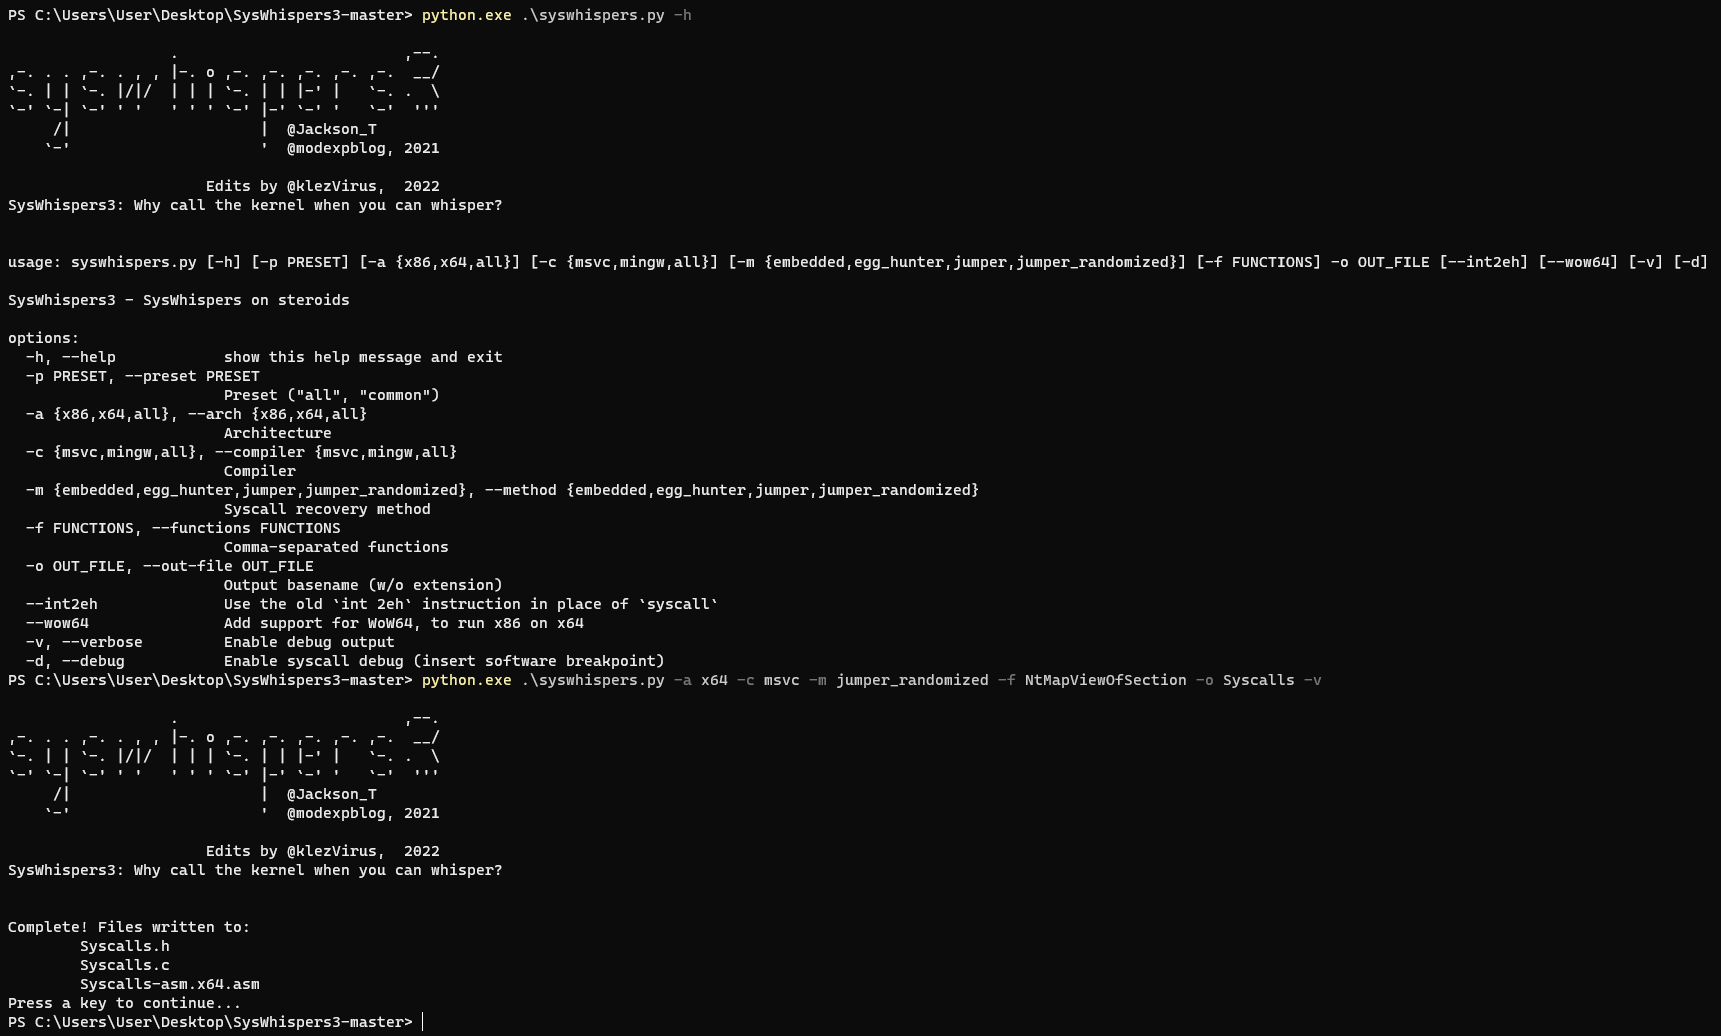 PS C:\Users\User\Desktop\SysWhispers3-master> python.exe .\syswhispers.py -h
                  .                         ,--.
,-. . . ,-. . , , |-. o ,-. ,-. ,-. ,-. ,-.  __/
`-. | | `-. |/|/  | | | `-. | | |-' |   `-. .  \
`-' `-| `-' ' '   ' ' ' `-' |-' `-' '   `-'  '''
     /|                     |  @Jackson_T
    `-'                     '  @modexpblog, 2021
Edits by @klezVirus,  2022
SysWhispers3: Why call the kernel when you can whisper?
usage: syswhispers.py [-h] [-p PRESET] [-a {x86,x64,all}] [-c {msvc,mingw,all}] [-m {embedded,egg_hunter,jumper,jumper_randomized}] [-f FUNCTIONS] -o OUT_FILE [--int2eh] [--wow64] [-v] [-d]
SysWhispers3 - SysWhispers on steroids
options:
  -h, --help            show this help message and exit
  -p PRESET, --preset PRESET
                        Preset ("all", "common")
  -a {x86,x64,all}, --arch {x86,x64,all}
                        Architecture
  -c {msvc,mingw,all}, --compiler {msvc,mingw,all}
                        Compiler
  -m {embedded,egg_hunter,jumper,jumper_randomized}, --method {embedded,egg_hunter,jumper,jumper_randomized}
                        Syscall recovery method
  -f FUNCTIONS, --functions FUNCTIONS
                        Comma-separated functions
  -o OUT_FILE, --out-file OUT_FILE
                        Output basename (w/o extension)
  --int2eh              Use the old `int 2eh` instruction in place of `syscall`
  --wow64               Add support for WoW64, to run x86 on x64
  -v, --verbose         Enable debug output
  -d, --debug           Enable syscall debug (insert software breakpoint)
PS C:\Users\User\Desktop\SysWhispers3-master> python.exe .\syswhispers.py -a x64 -c msvc -m jumper_randomized -f NtMapViewOfSection -o Syscalls -v
                  .                         ,--.
,-. . . ,-. . , , |-. o ,-. ,-. ,-. ,-. ,-.  __/
`-. | | `-. |/|/  | | | `-. | | |-' |   `-. .  \
`-' `-| `-' ' '   ' ' ' `-' |-' `-' '   `-'  '''
     /|                     |  @Jackson_T
    `-'                     '  @modexpblog, 2021
Edits by @klezVirus,  2022
SysWhispers3: Why call the kernel when you can whisper?
Complete! Files written to:
        Syscalls.h
        Syscalls.c
        Syscalls-asm.x64.asm
Press a key to continue...
PS C:\Users\User\Desktop\SysWhispers3-master>